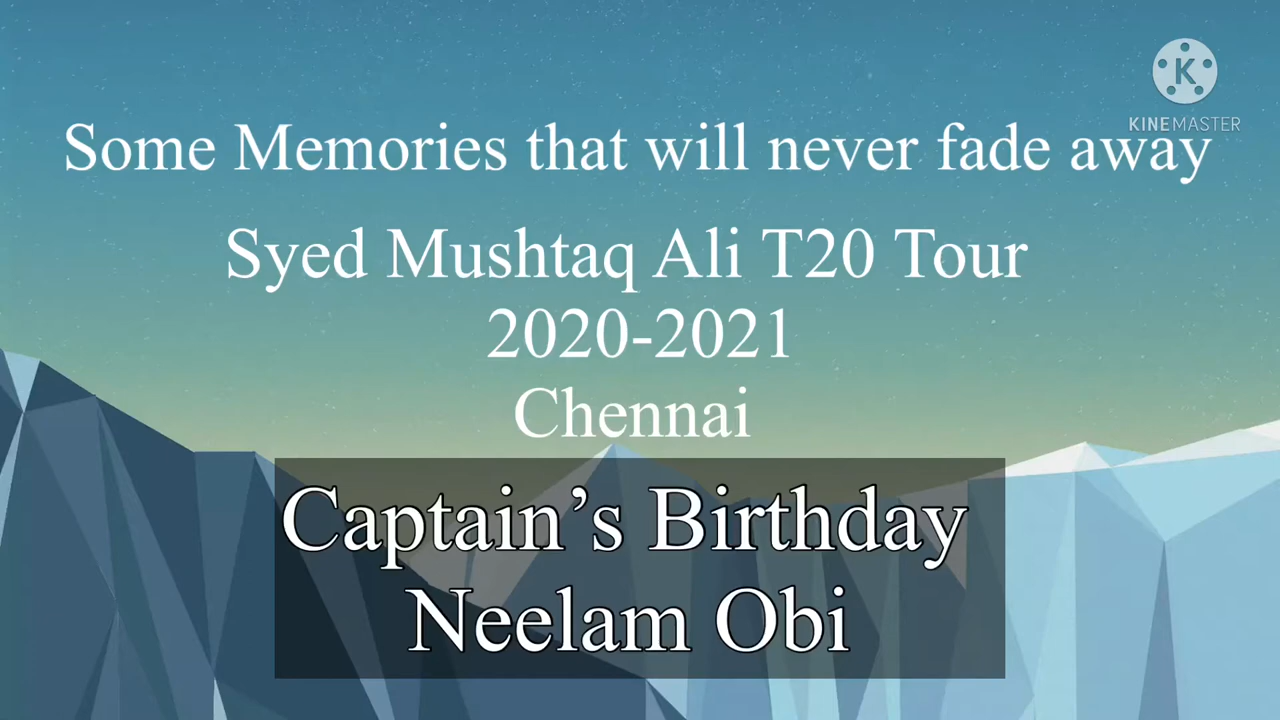 K
KINEMASTER
Some Memories that will never fade away
Syed Mushtaq Ali T20 Tour
2020-2021
Chennai
Captain’s Birthday
Neelam Obi